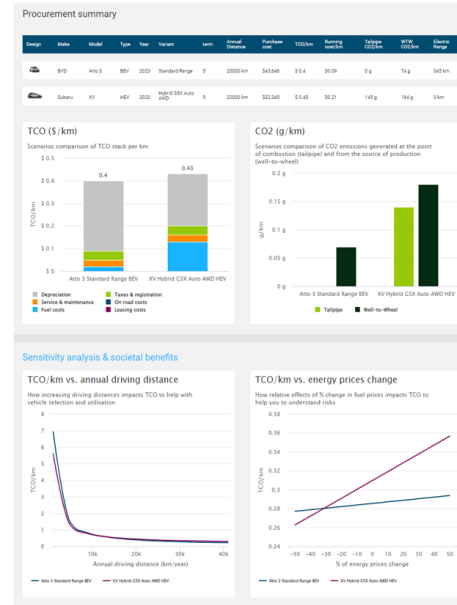 Procurement summary
Design Make Model Type Year Variant term Annual Distance Purchase cost TCO/km Running cost/km Tailpipe CO2/km WTW CO2/km Electric Range
BYD Atto 3 BEV 2023 Standard Range 5 20000 km $43,646 $ 0.4 $0.09 0 g 74 g 345 km
Subaru XV HEV 2020 Hybrid G5X Auto AWD 5 20000 km $32,345 $ 0.43 $0.21 145 g 184 g 0 km
TCO ($/km)
Scenarios comparison of TCO stack per km
$ 0.5
$ 0.4
$ 0.3
$ 0.2
$ 0.1
$ 0
TCO/km
0.4
0.43
Atto 3 Standard Range BEV XV Hybrid G5X Auto AWD HEV
Depreciation Taxes & registration
Service & maintenance On road costs
Fuel costs Leasing costs
CO2 (g/km)
Scenarios comparison of CO2 emissions generated at the point
of combustion (tailpipe) and from the source of production
(well-to-wheel)
0.2 g
0.15 g
0.1 g
0.05 g
0 g
g/km
Atto 3 Standard Range BEV XV Hybrid G5X Auto AWD HEV
Tailpipe Well-to-Wheel
Sensitivity analysis & societal benefits
TCO/km vs. annual driving distance
How increasing driving distances impacts TCO to help with
vehicle selection and utilisation
8
7
6
5
4
3
2
1
0
TCO/km
10k 20k 30k 40k
Annual driving distance (km/year)
Atto 3 Standard Range BEV XV Hybrid G5X Auto AWD HEV
TCO/km vs. energy prices change
How relative effects of % change in fuel prices impacts TCO to
help you to understand risks
0.38
0.36
0.34
0.32
0.3
0.28
0.26
0.24
TCO/km
-50 -40 -30 -20 -10 0 10 20 30 40 50
% of energy prices change
Atto 3 Standard Range BEV XV Hybrid G5X Auto AWD HEV